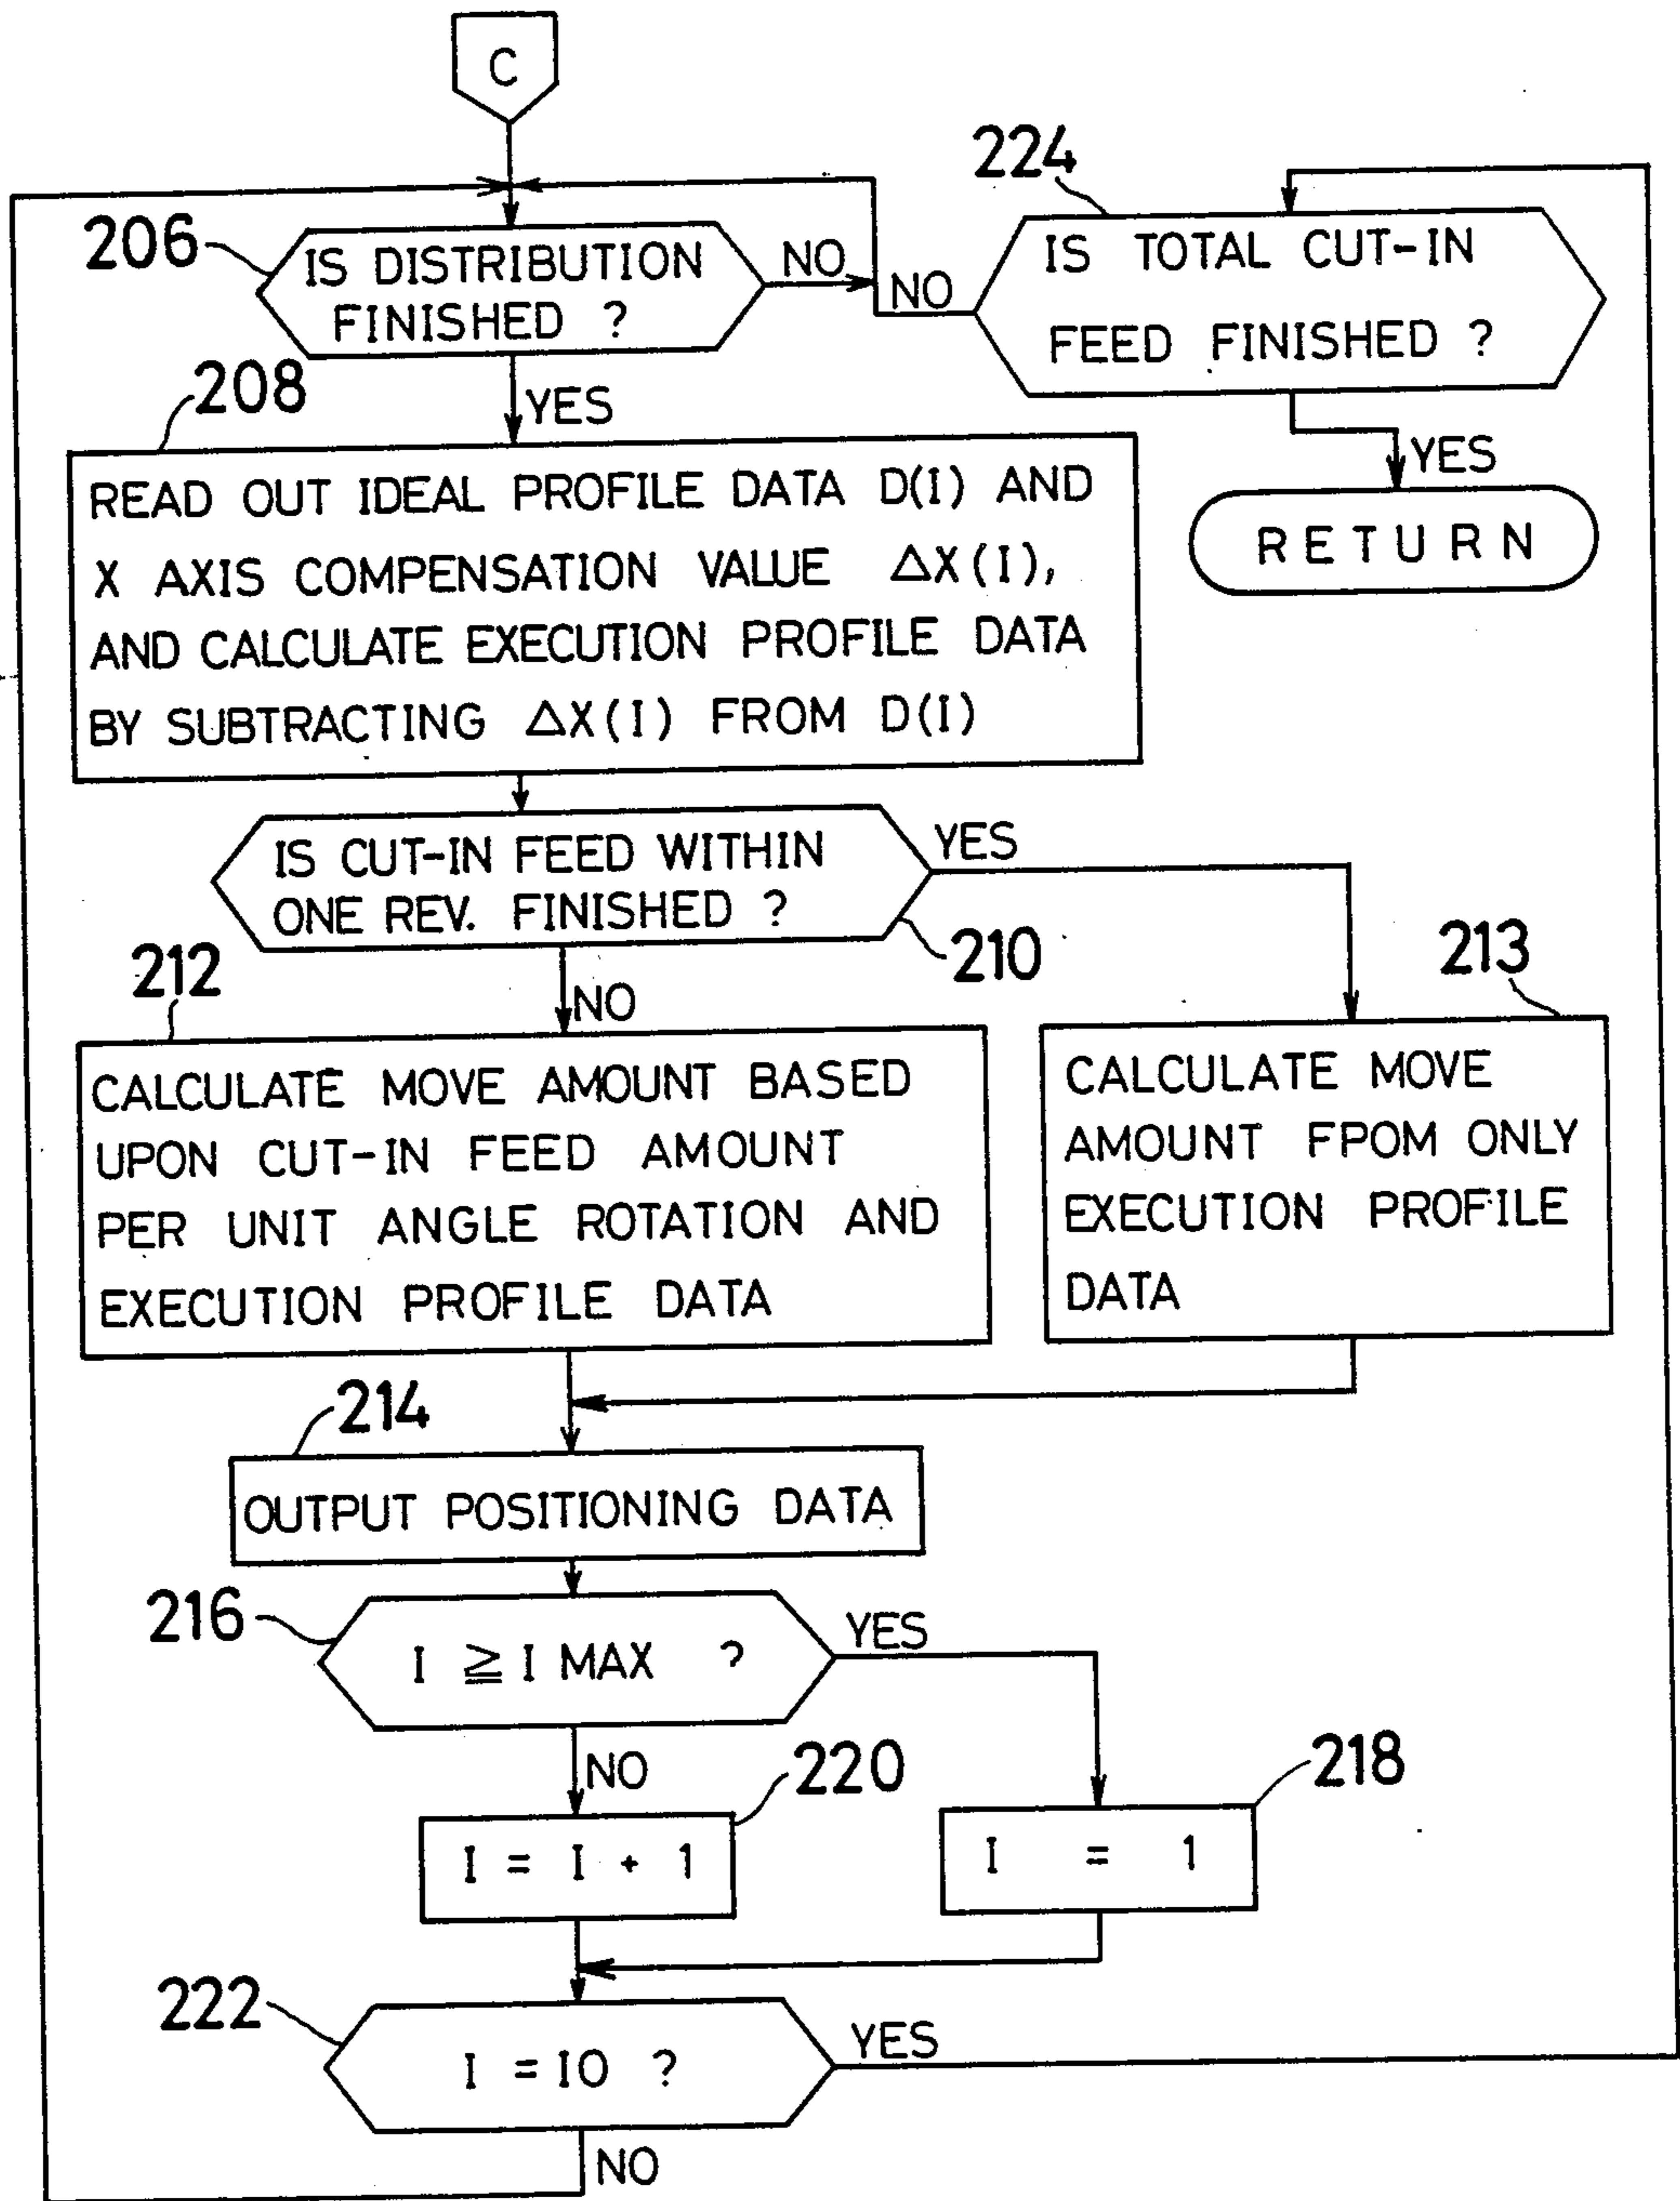 C
224
206
IS DISTRIBUTION
FINISHED ?
NO
NO
IS TOTAL CUT-IN
FEED FINISHED ?
208
YES
YES
RETURN
READ OUT IDEAL PROFILE DATA D(I) AND
X AXIS COMPENSATION VALUE ΔX(I),
AND CALCULATE EXECUTION PROFILE DATA
BY SUBTRACTING ΔX(I) FROM D(I)
IS CUT-IN FEED WITHIN
ONE REV. FINISHED ?
YES
210
212
NO
213
CALCULATE MOVE AMOUNT BASED
UPON CUT-IN FEED AMOUNT
PER UNIT ANGLE ROTATION AND
EXECUTION PROFILE DATA
CALCULATE MOVE
AMOUNT FPOM ONLY
EXECUTION PROFILE
DATA
214
OUTPUT POSITIONING DATA
216
I ≧ I MAX ?
YES
NO
220
218
I = I + 1
I = 1
222
I = IO ?
YES
NO